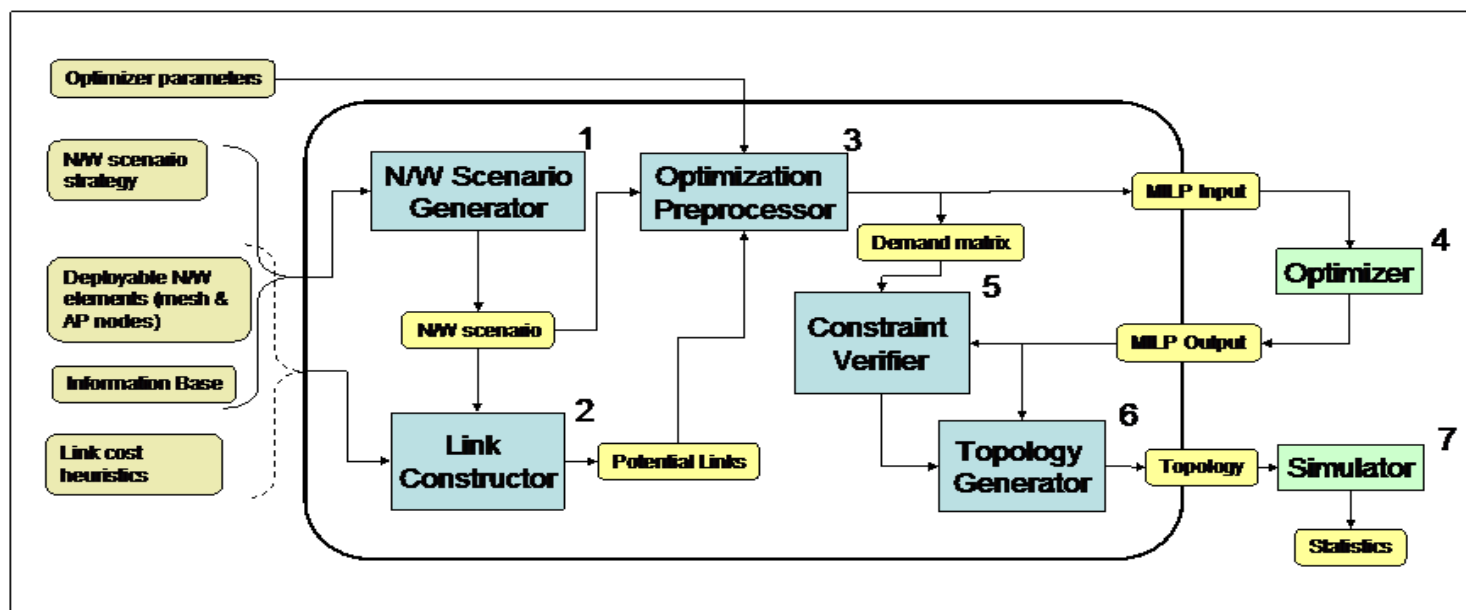 Optimizer parameters
N/W scenario
strategy
Deployable N/W
elements (mesh &
AP nodes)
Information Base
Link cost
heuristics
1
N/W Scenario
Generator
N/W scenario
2
Link
Constructor
Potential Links
3
Optimization
Preprocessor
Demand matrix
MILP Input
4
Optimizer
5
Constraint
Verifier
MILP Output
6
Topology
Generator
Topology
7
Simulator
Statistics